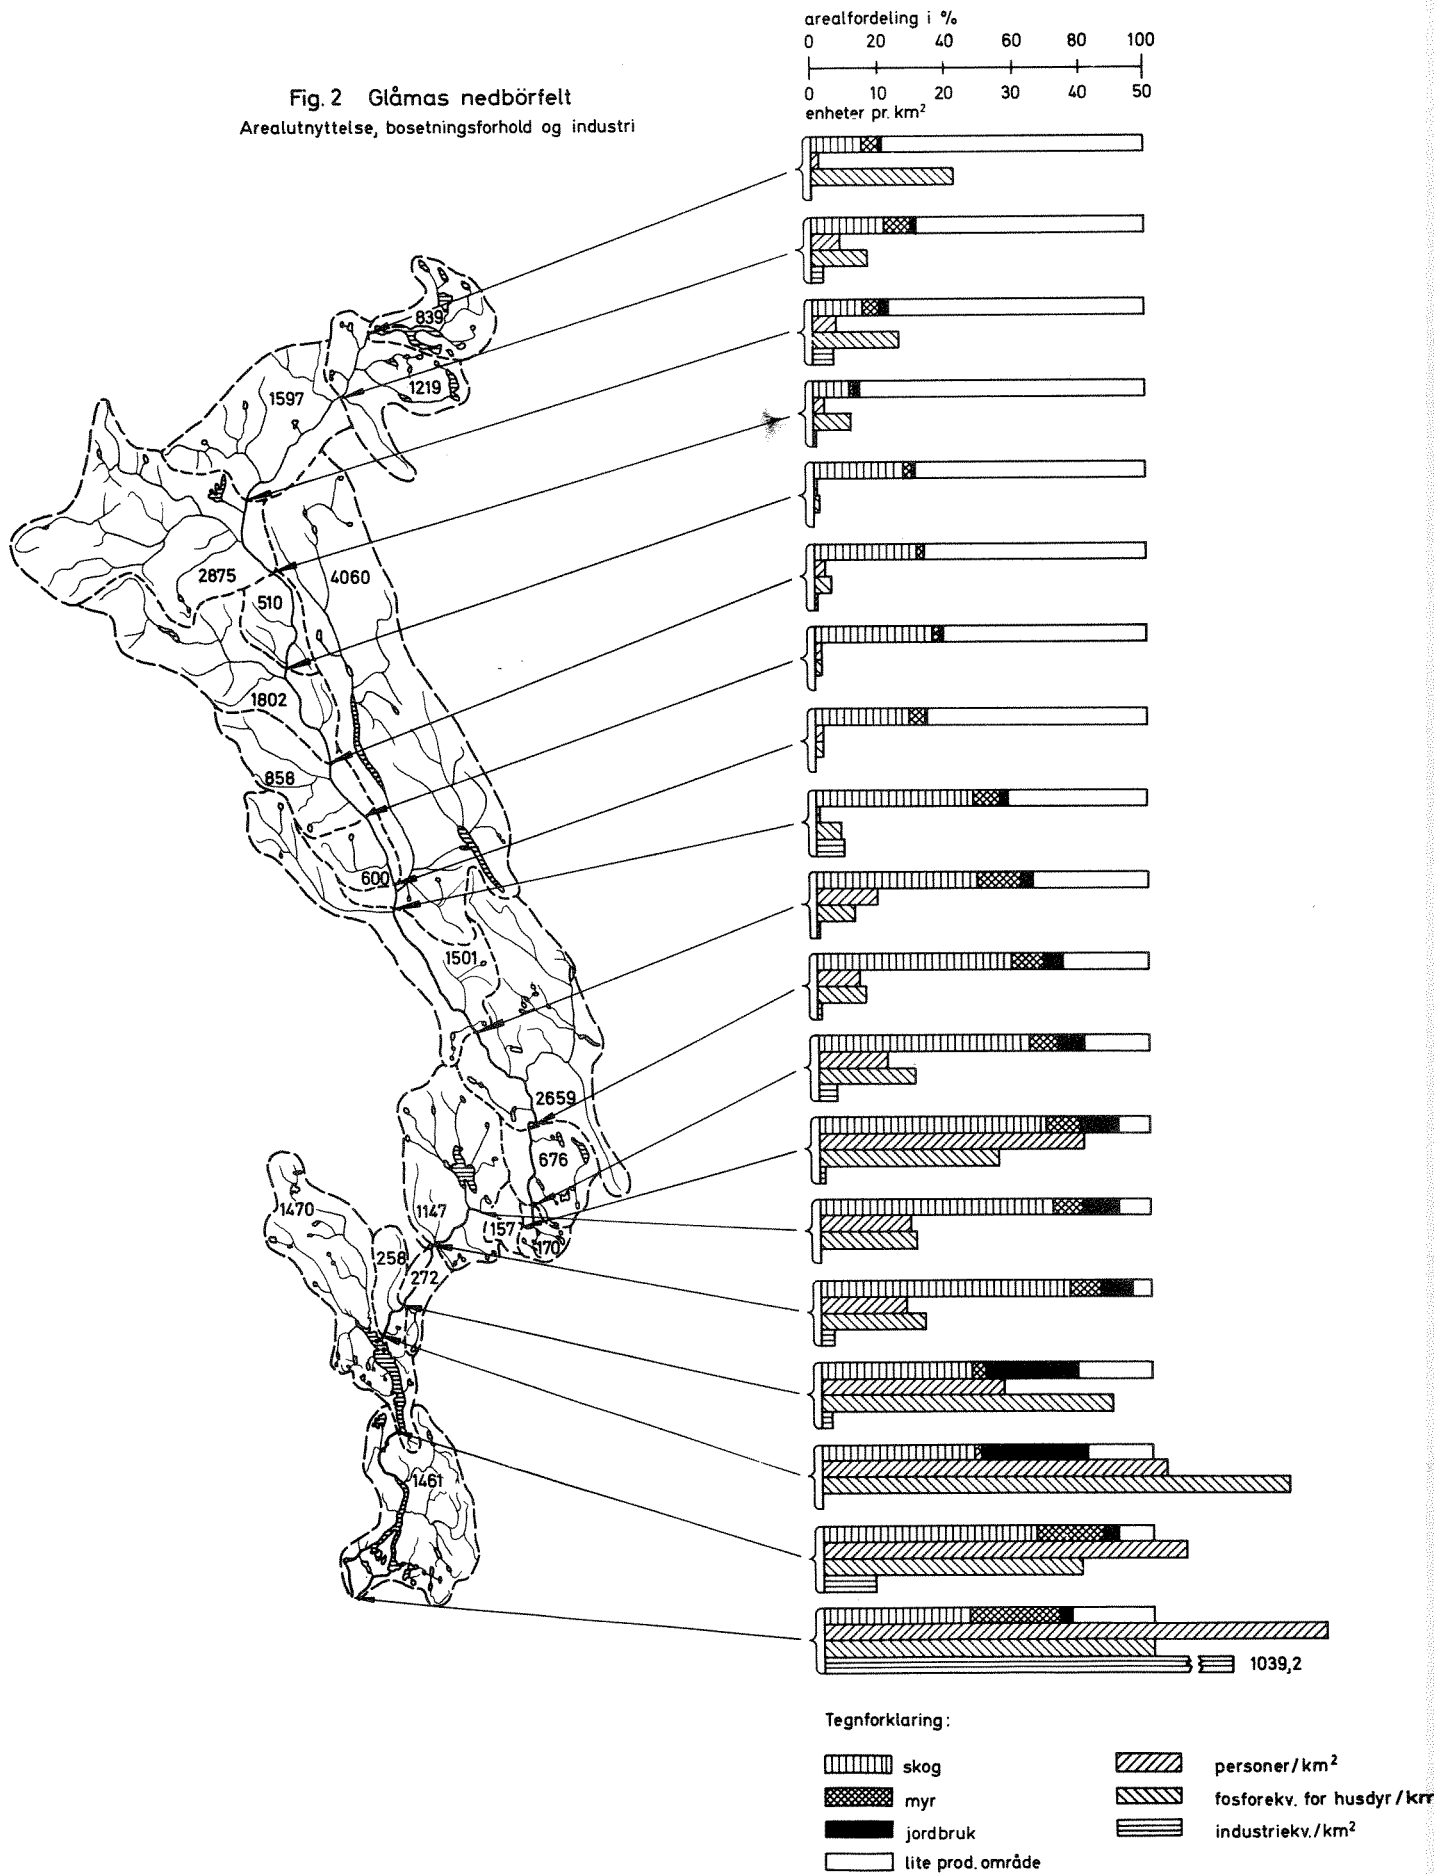 Fig. 2 Glåmas nedbörfelt
Arealutnyttelse, bosetningsforhold og industri
arealfordeling i %
0 20 40 60 80 100
0 10 20 30 40 50
enheter pr. km²
839
1219
1597
2875
4060
510
1802
858
600
1501
2659
676
1147
157
170
1470
258
272
1461
1039,2
Tegnforklaring:
skog
myr
jordbruk
lite prod. område
personer/km²
fosforekv. for husdyr/km
industriekv./km²